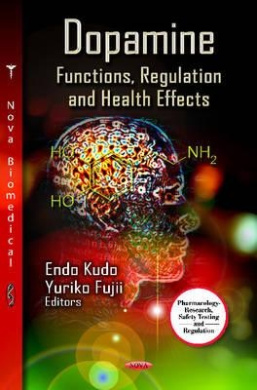 Dopamine
Functions, Regulation
and Health Effects
Nova Biomedical
HO
NH2
HO
Endo Kudo
Yuriko Fujii
Editors
Pharmacology-
Research,
Safety Testing
and
Regulation
NOVA